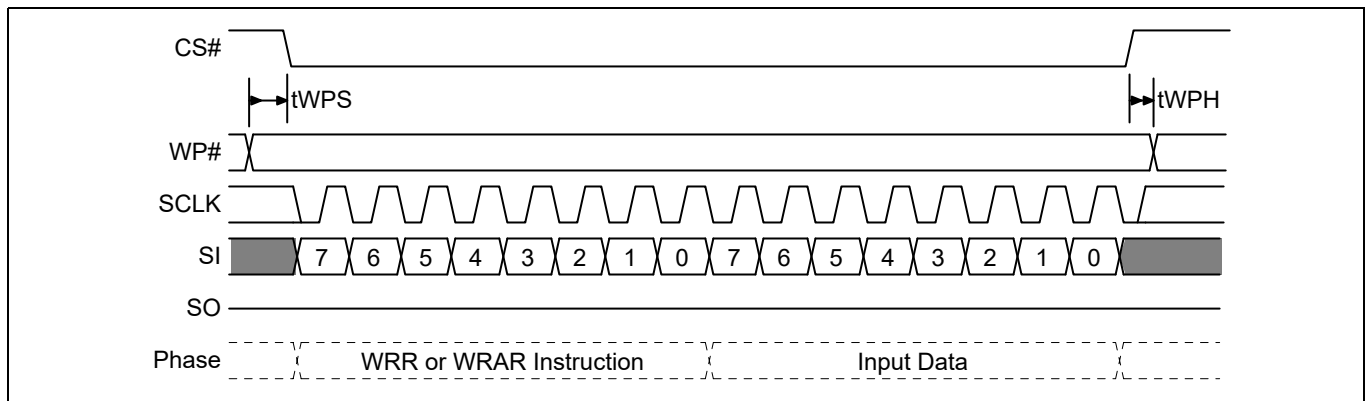 CS#
tWPS tWPH
WP#
SCLK
SI 7 6 5 4 3 2 1 0 7 6 5 4 3 2 1 0
SO
Phase WRR or WRAR Instruction Input Data